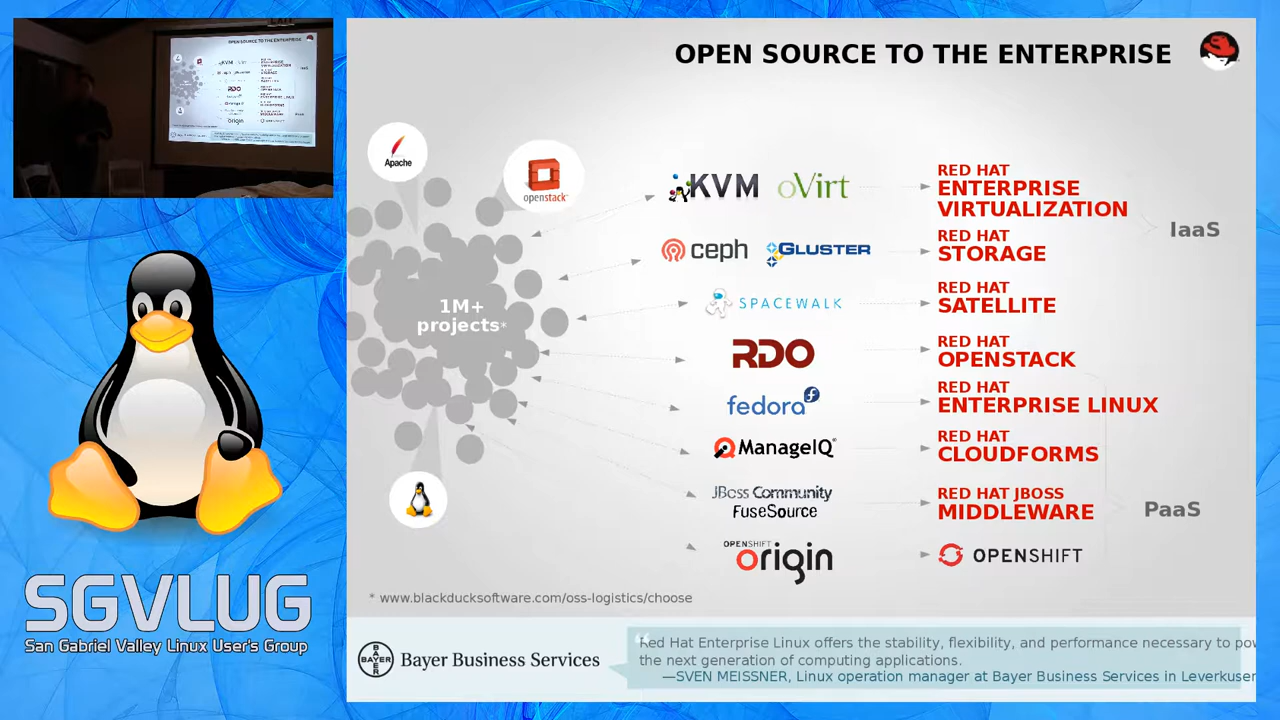 OPEN SOURCE TO THE ENTERPRISE
Apache
openstack
1M+
projects*
KVM oVirt
RED HAT
ENTERPRISE
VIRTUALIZATION
IaaS
ceph GLUSTER
RED HAT
STORAGE
SPACEWALK
RED HAT
SATELLITE
RDO
RED HAT
OPENSTACK
fedora
RED HAT
ENTERPRISE LINUX
ManageIQ
RED HAT
CLOUDFORMS
JBoss Community
FuseSource
RED HAT JBOSS
MIDDLEWARE
PaaS
OPENSHIFT
origin
OPENSHIFT
* www.blackducksoftware.com/oss-logistics/choose
BAYER
BAYER
Bayer Business Services
Red Hat Enterprise Linux offers the stability, flexibility, and performance necessary to pow
the next generation of computing applications.
—SVEN MEISSNER, Linux operation manager at Bayer Business Services in Leverkusen
SGVLUG
San Gabriel Valley Linux User's Group